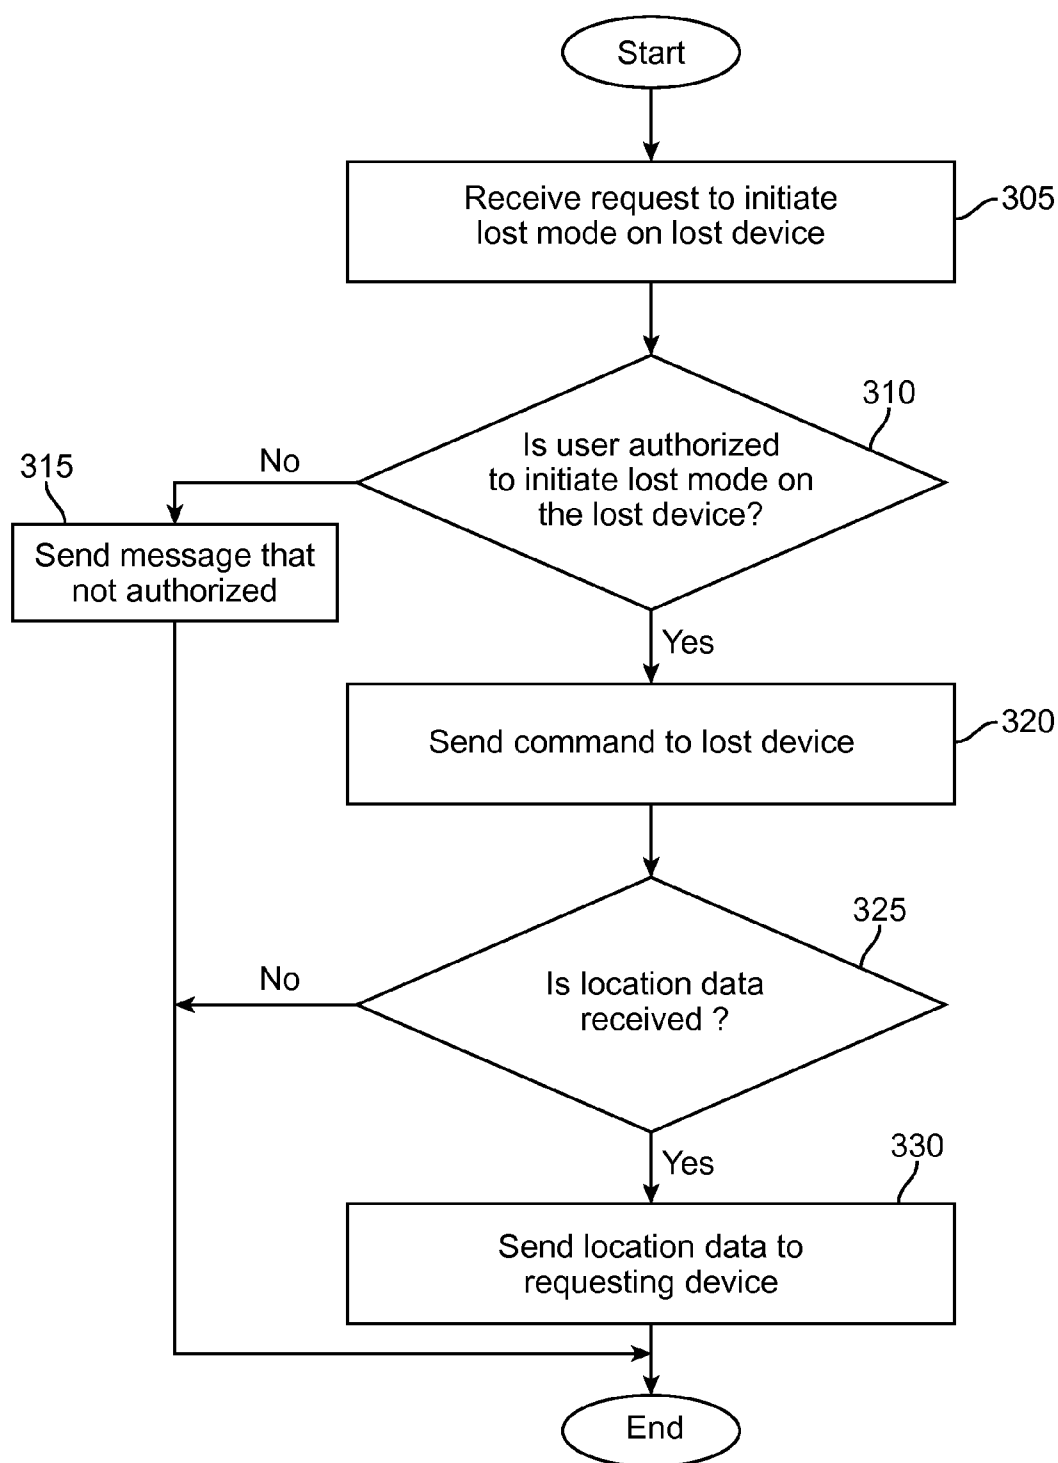 Start
Receive request to initiate
lost mode on lost device
305
310
Is user authorized
to initiate lost mode on
the lost device?
No
315
Send message that
not authorized
Yes
Send command to lost device
320
325
Is location data
received ?
No
Yes
330
Send location data to
requesting device
End